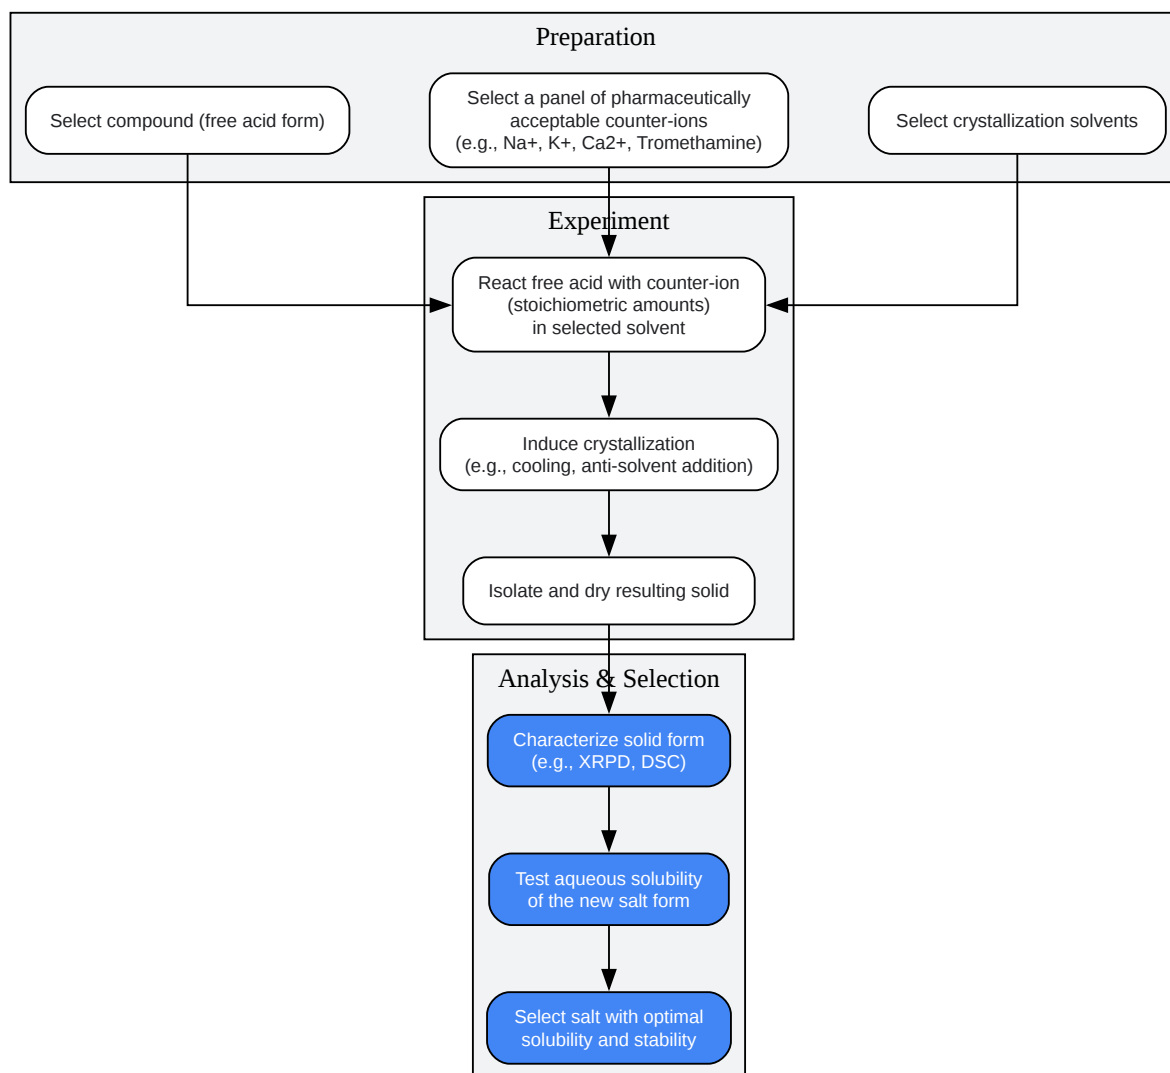 Preparation
Select compound (free acid form)
Select a panel of pharmaceutically
acceptable counter-ions
(e.g., Na+, K+, Ca2+, Tromethamine)
Select crystallization solvents
Experiment
React free acid with counter-ion
(stoichiometric amounts)
in selected solvent
Induce crystallization
(e.g., cooling, anti-solvent addition)
Isolate and dry resulting solid
Analysis & Selection
Characterize solid form
(e.g., XRPD, DSC)
Test aqueous solubility
of the new salt form
Select salt with optimal
solubility and stability